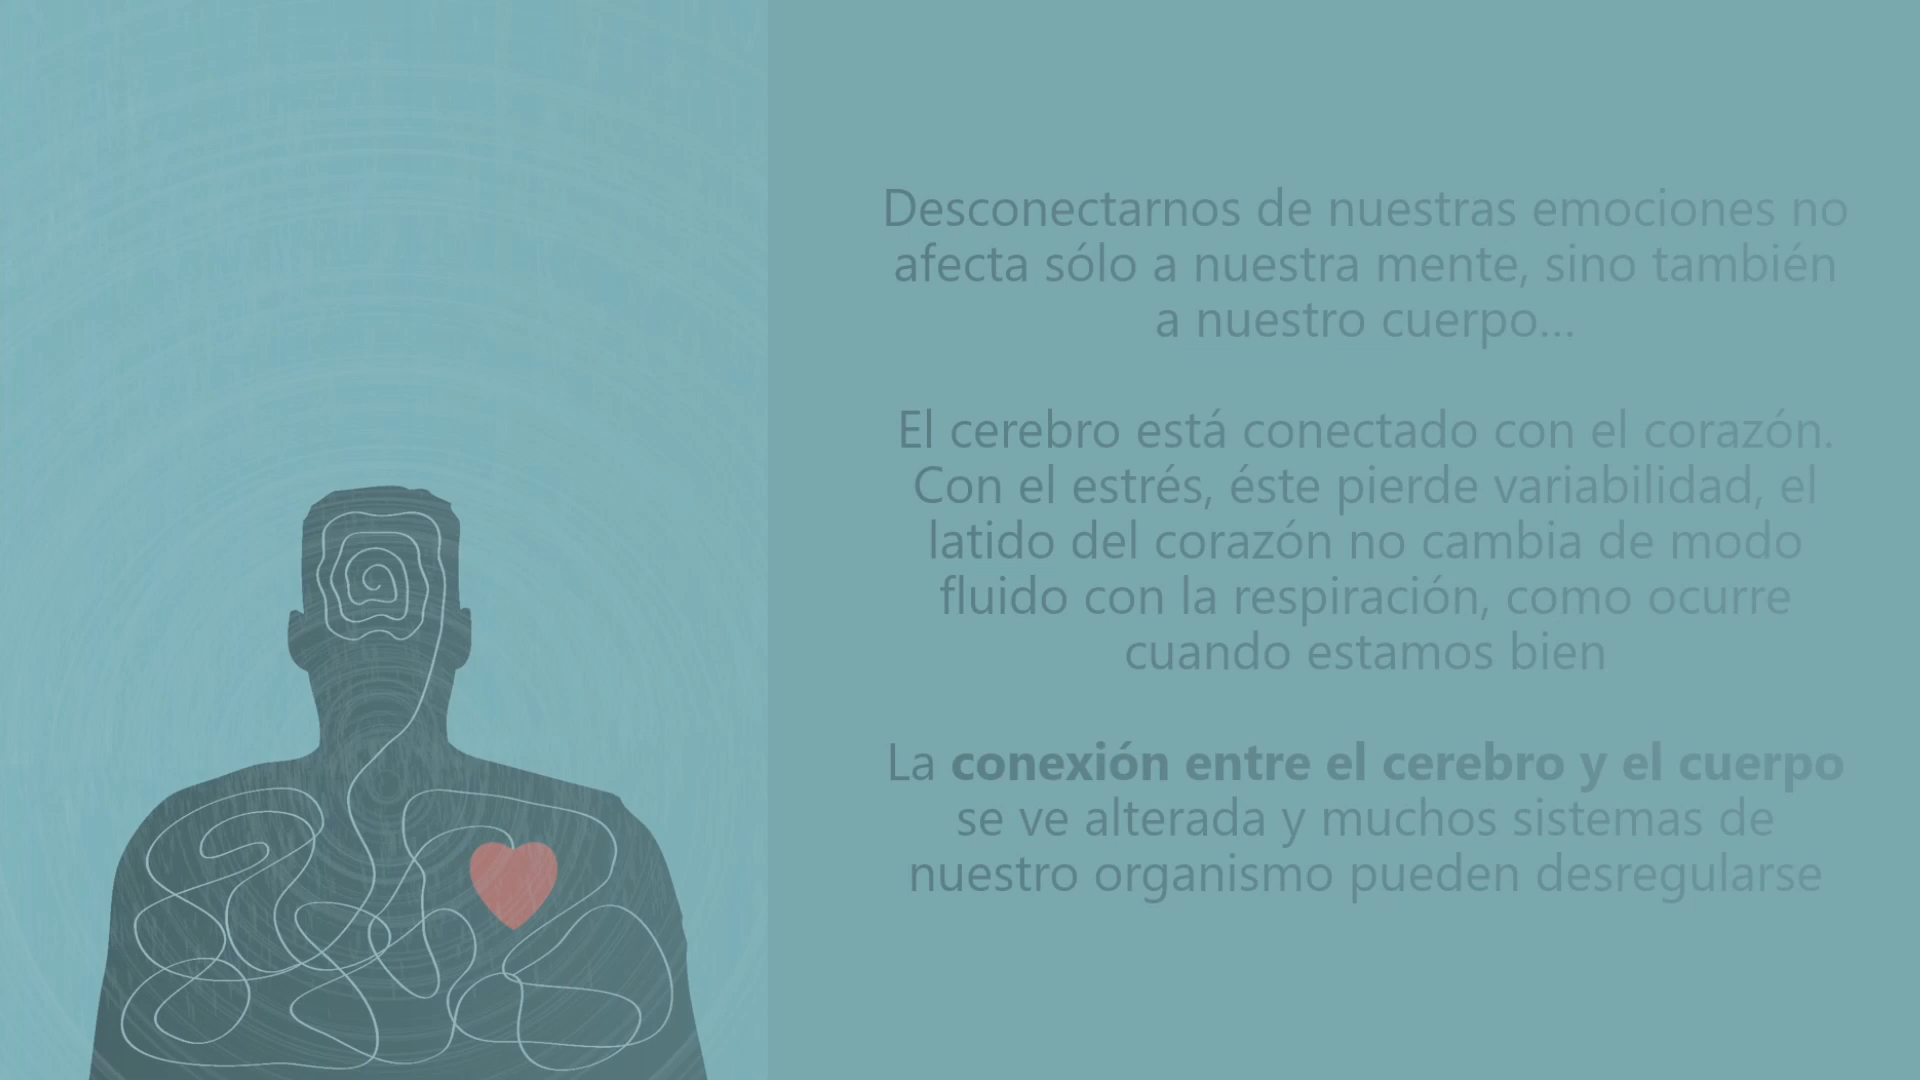 Desconectarnos de nuestras emociones no
afecta sólo a nuestra mente, sino también
a nuestro cuerpo...
El cerebro está conectado con el corazón.
Con el estrés, éste pierde variabilidad, el
latido del corazón no cambia de modo
fluido con la respiración, como ocurre
cuando estamos bien
La conexión entre el cerebro y el cuerpo
se ve alterada y muchos sistemas de
nuestro organismo pueden desregularse